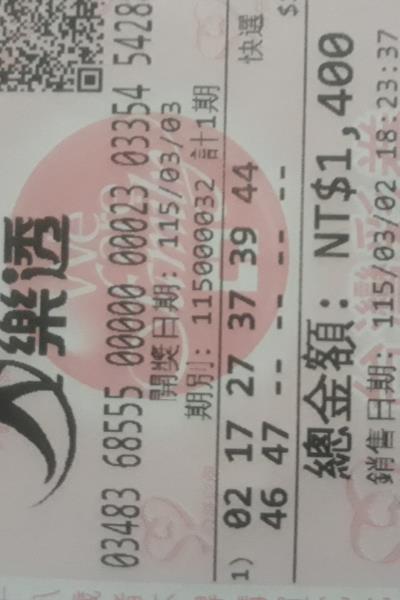 樂透
03483 68555 00000 00023 03354 5428
開獎日期: 115/03/03
期別: 115000032 計1期
快選
1) 02 17 27 37 39 44
46 47 -- -- -- --
總金額: NT$1,400
銷售日期: 115/03/02 18:23:37